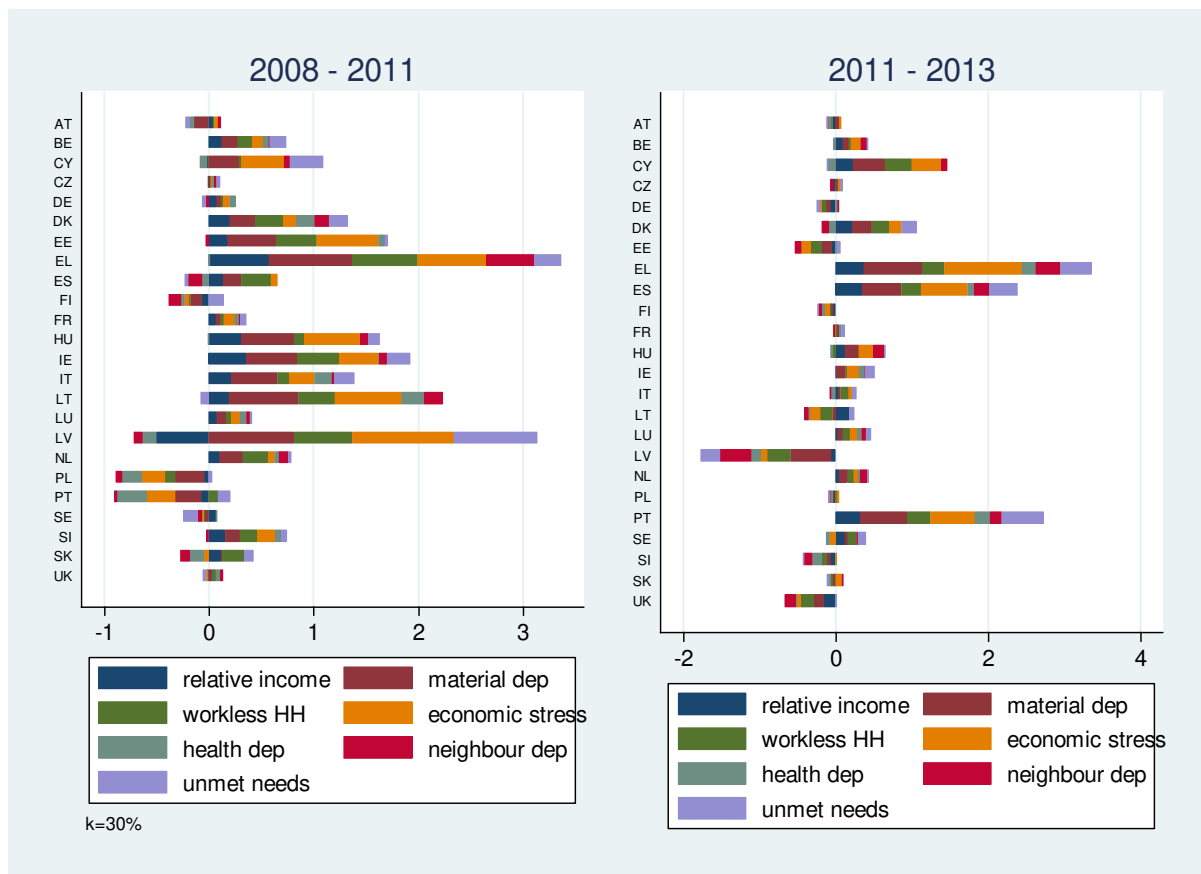 2008 - 2011
AT
BE
CY
CZ
DE
DK
EE
EL
ES
FI
FR
HU
IE
IT
LT
LU
LV
NL
PL
PT
SE
SI
SK
UK
-1 0 1 2 3
relative income material dep
workless HH economic stress
health dep neighbour dep
unmet needs
k=30%
2011 - 2013
AT
BE
CY
CZ
DE
DK
EE
EL
ES
FI
FR
HU
IE
IT
LT
LU
LV
NL
PL
PT
SE
SI
SK
UK
-2 0 2 4
relative income material dep
workless HH economic stress
health dep neighbour dep
unmet needs